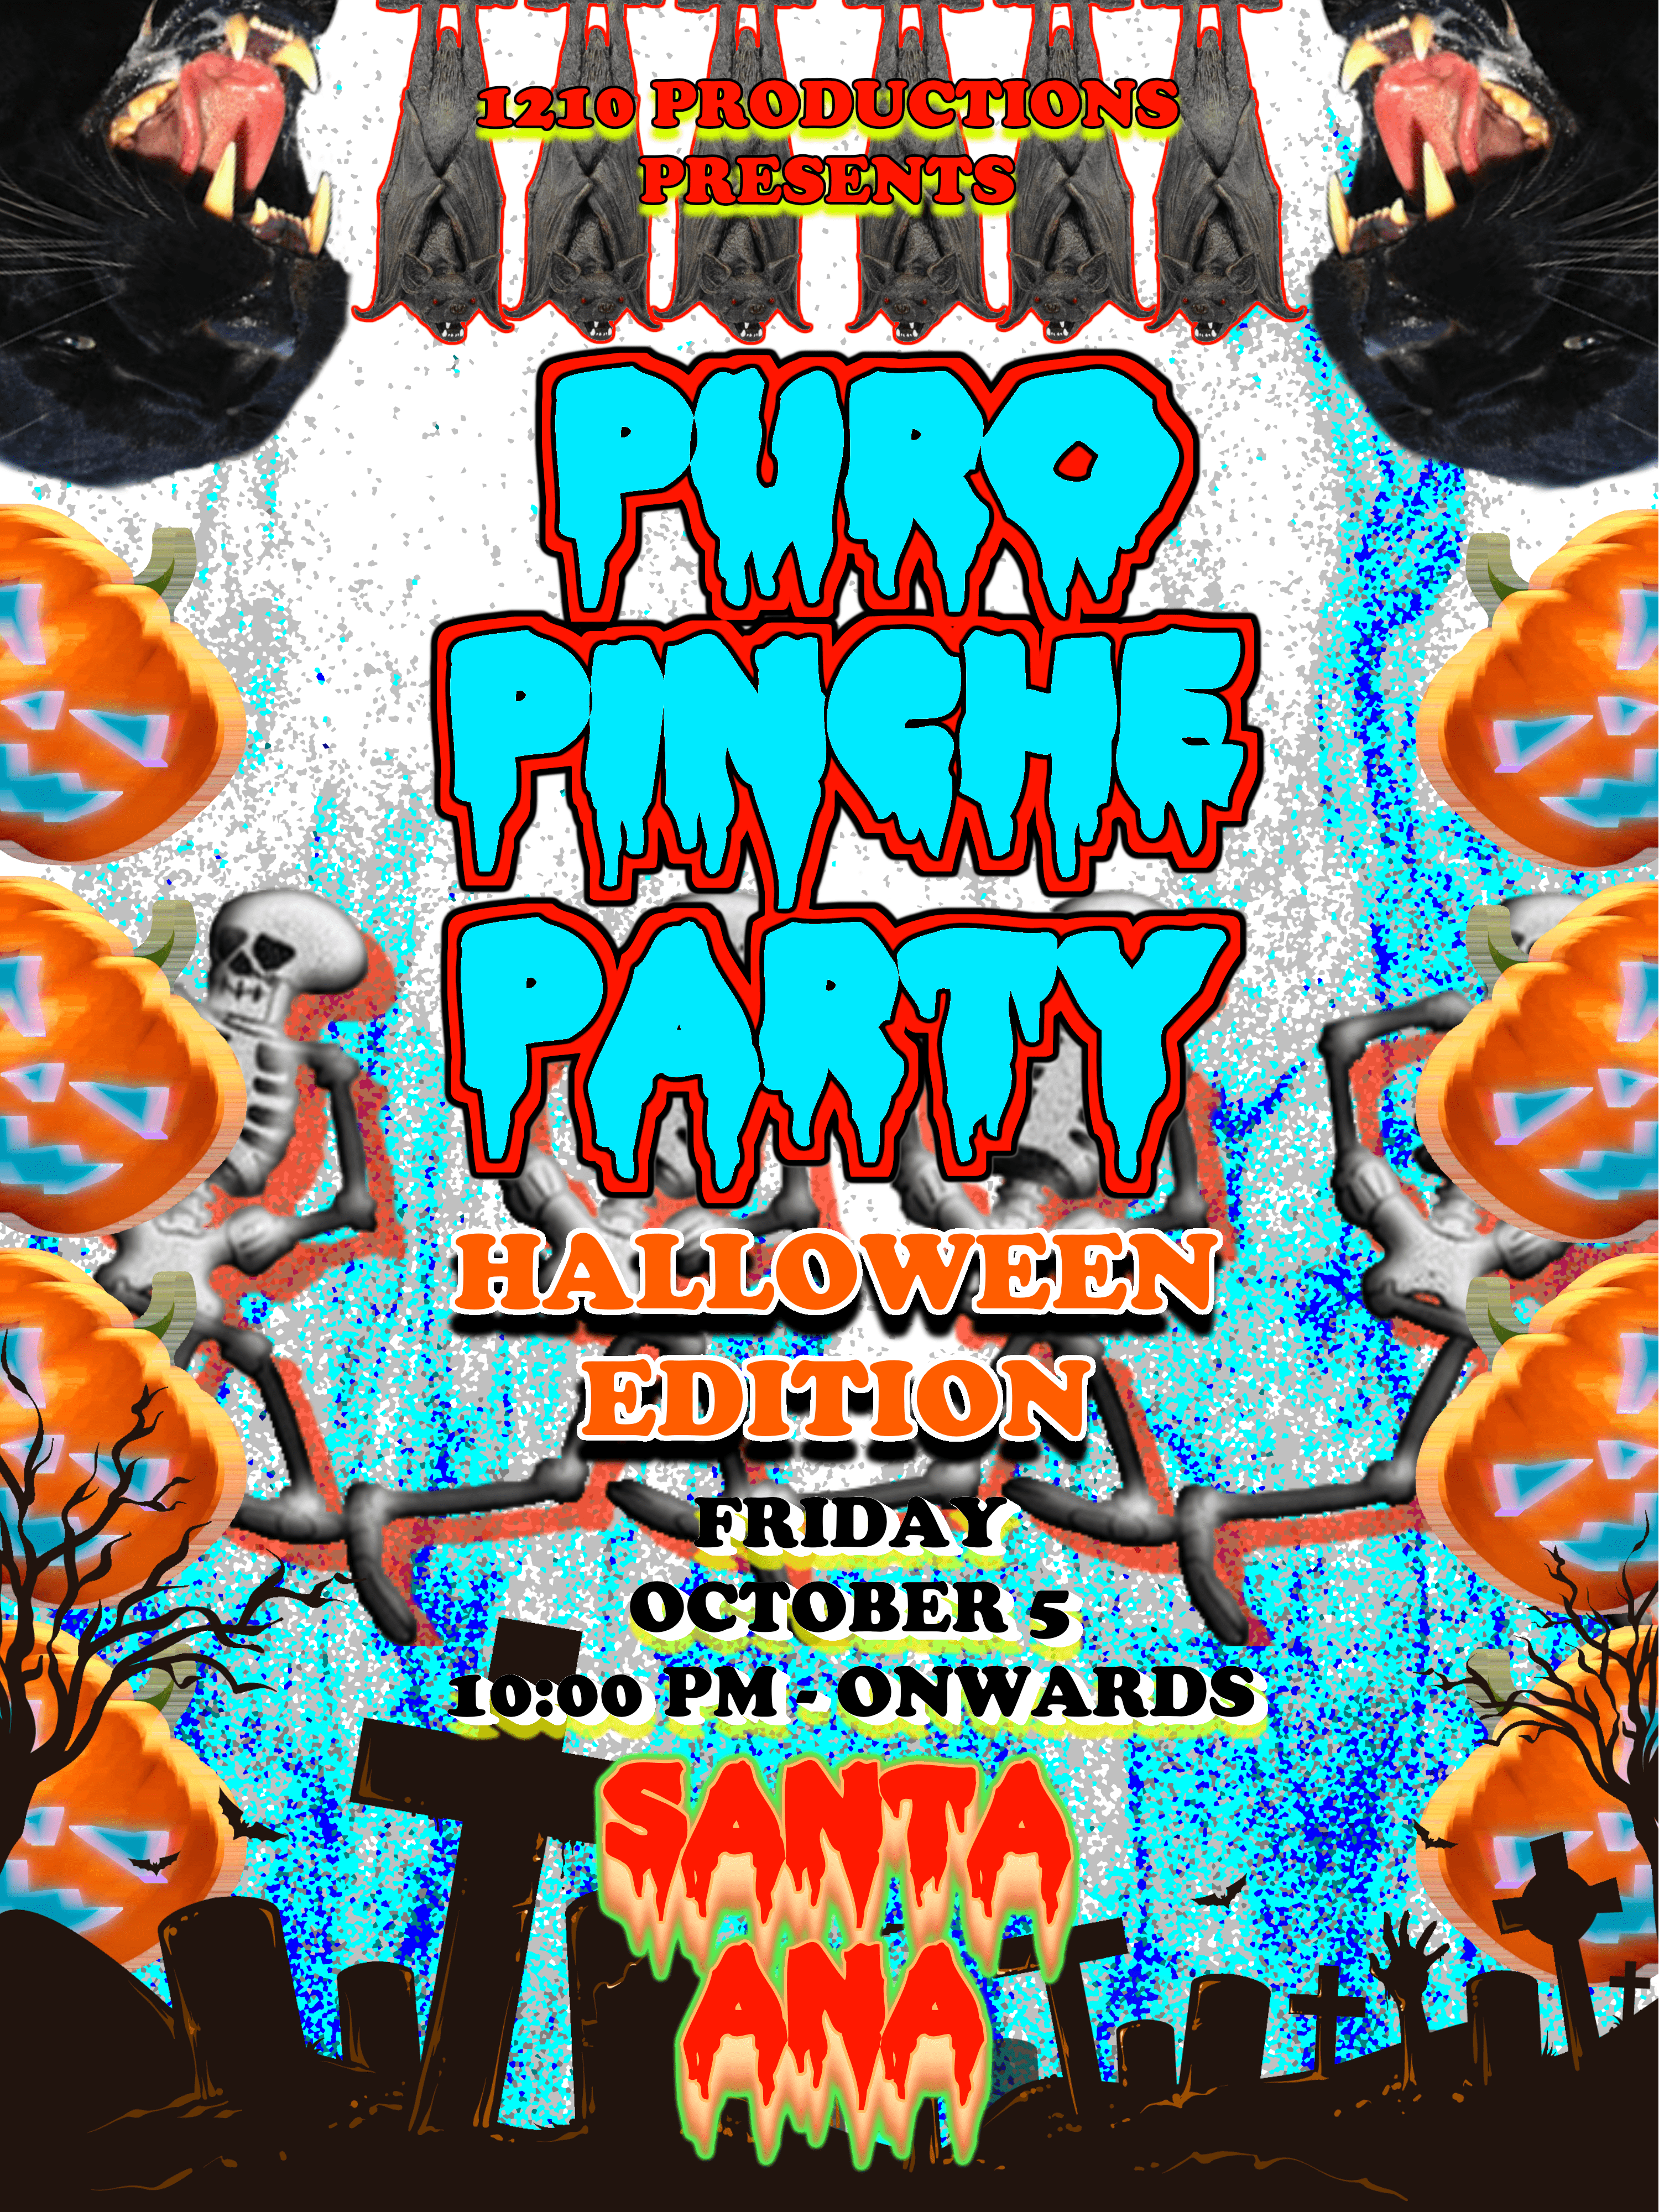 1210 PRODUCTIONS
PRESENTS
PURO
PINCHE
PARTY
HALLOWEEN
EDITION
FRIDAY
OCTOBER 5
10:00 PM - ONWARDS
SANTA
ANA